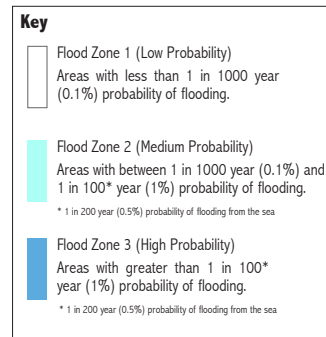 Key
Flood Zone 1 (Low Probability)
Areas with less than 1 in 1000 year
(0.1%) probability of flooding.
Flood Zone 2 (Medium Probability)
Areas with between 1 in 1000 year (0.1%) and
1 in 100* year (1%) probability of flooding.
* 1 in 200 year (0.5%) probability of flooding from the sea
Flood Zone 3 (High Probability)
Areas with greater than 1 in 100*
year (1%) probability of flooding.
* 1 in 200 year (0.5%) probability of flooding from the sea